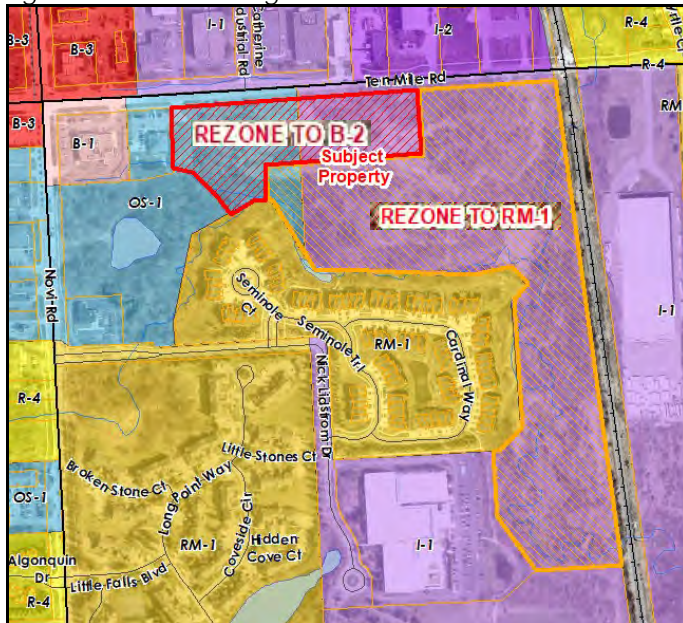 B-3
B-3
I-1
Catherine
Industrial Rd
I-2
R-4
Ten Mile Rd
R-4
RM
B-3
B-1
REZONE TO B-2
Subject
Property
OS-1
REZONE TO RM-1
Novi Rd
Seminole
Ct
Seminole Trl
RM-1
Cardinal Way
I-1
R-4
Nick Lidstrom Dr
Little Stones Ct
Broken Stone Ct
Long Point Way
OS-1
RM-1
Coveside Clr
Hidden
Cove Ct
I-1
Algonquin
Dr
Little Falls Blvd
R-4